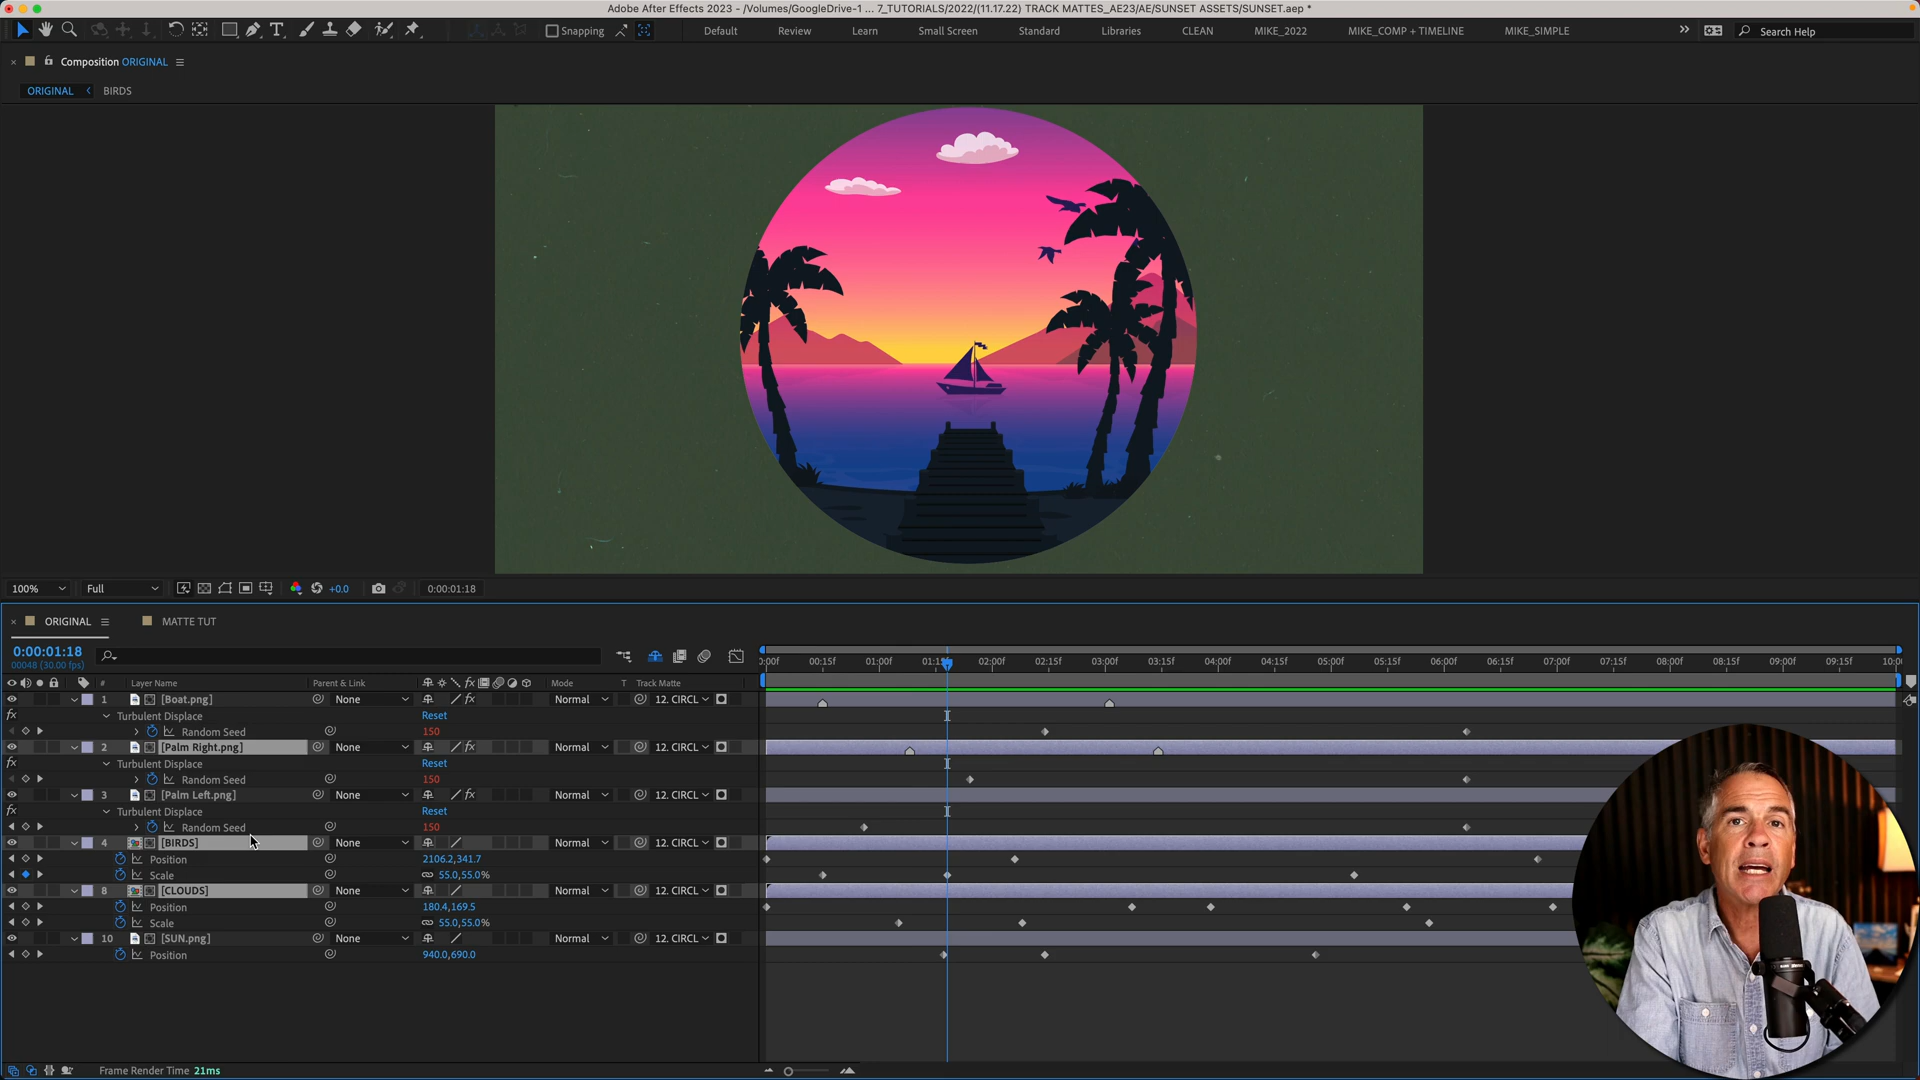 Adobe After Effects 2023 - /Volumes/GoogleDrive-1 ... 7_TUTORIALS/2022/(11.17.22) TRACK MATTES_AE23/AE/SUNSET ASSETS/SUNSET.aep *
Snapping
Default
Review
Learn
Small Screen
Standard
Libraries
CLEAN
MIKE_2022
MIKE_COMP + TIMELINE
MIKE_SIMPLE
Search Help
Composition ORIGINAL
ORIGINAL
BIRDS
100%
Full
+0.0
0:00:01:18
ORIGINAL
MATTE TUT
0:00:01:18
00048 (30.00 fps)
:00f 00:15f 01:00f 01:15f 02:00f 02:15f 03:00f 03:15f 04:00f 04:15f 05:00f 05:15f 06:00f 06:15f 07:00f 07:15f 08:00f 08:15f 09:00f 09:15f 10:0
# Layer Name Parent & Link fx Mode T Track Matte
1 [Boat.png] None fx Normal 12. CIRCL
fx Turbulent Displace Reset
Random Seed 150
2 [Palm Right.png] None fx Normal 12. CIRCL
fx Turbulent Displace Reset
Random Seed 150
3 [Palm Left.png] None fx Normal 12. CIRCL
fx Turbulent Displace Reset
Random Seed 150
4 [BIRDS] None Normal 12. CIRCL
Position 2106.2,341.7
Scale 55.0,55.0%
8 [CLOUDS] None Normal 12. CIRCL
Position 180.4,169.5
Scale 55.0,55.0%
10 [SUN.png] None Normal 12. CIRCL
Position 940.0,690.0
Frame Render Time 21ms